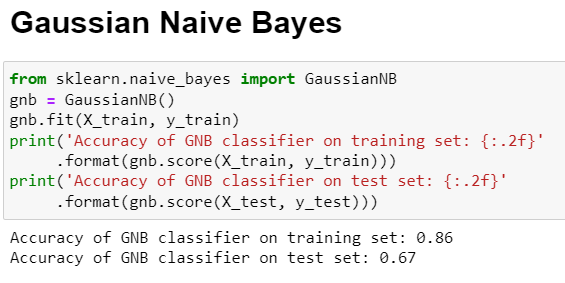 Gaussian Naive Bayes
from sklearn.naive_bayes import GaussianNB
gnb = GaussianNB()
gnb.fit(X_train, y_train)
print('Accuracy of GNB classifier on training set: {:.2f}'
     .format(gnb.score(X_train, y_train)))
print('Accuracy of GNB classifier on test set: {:.2f}'
     .format(gnb.score(X_test, y_test)))
Accuracy of GNB classifier on training set: 0.86
Accuracy of GNB classifier on test set: 0.67